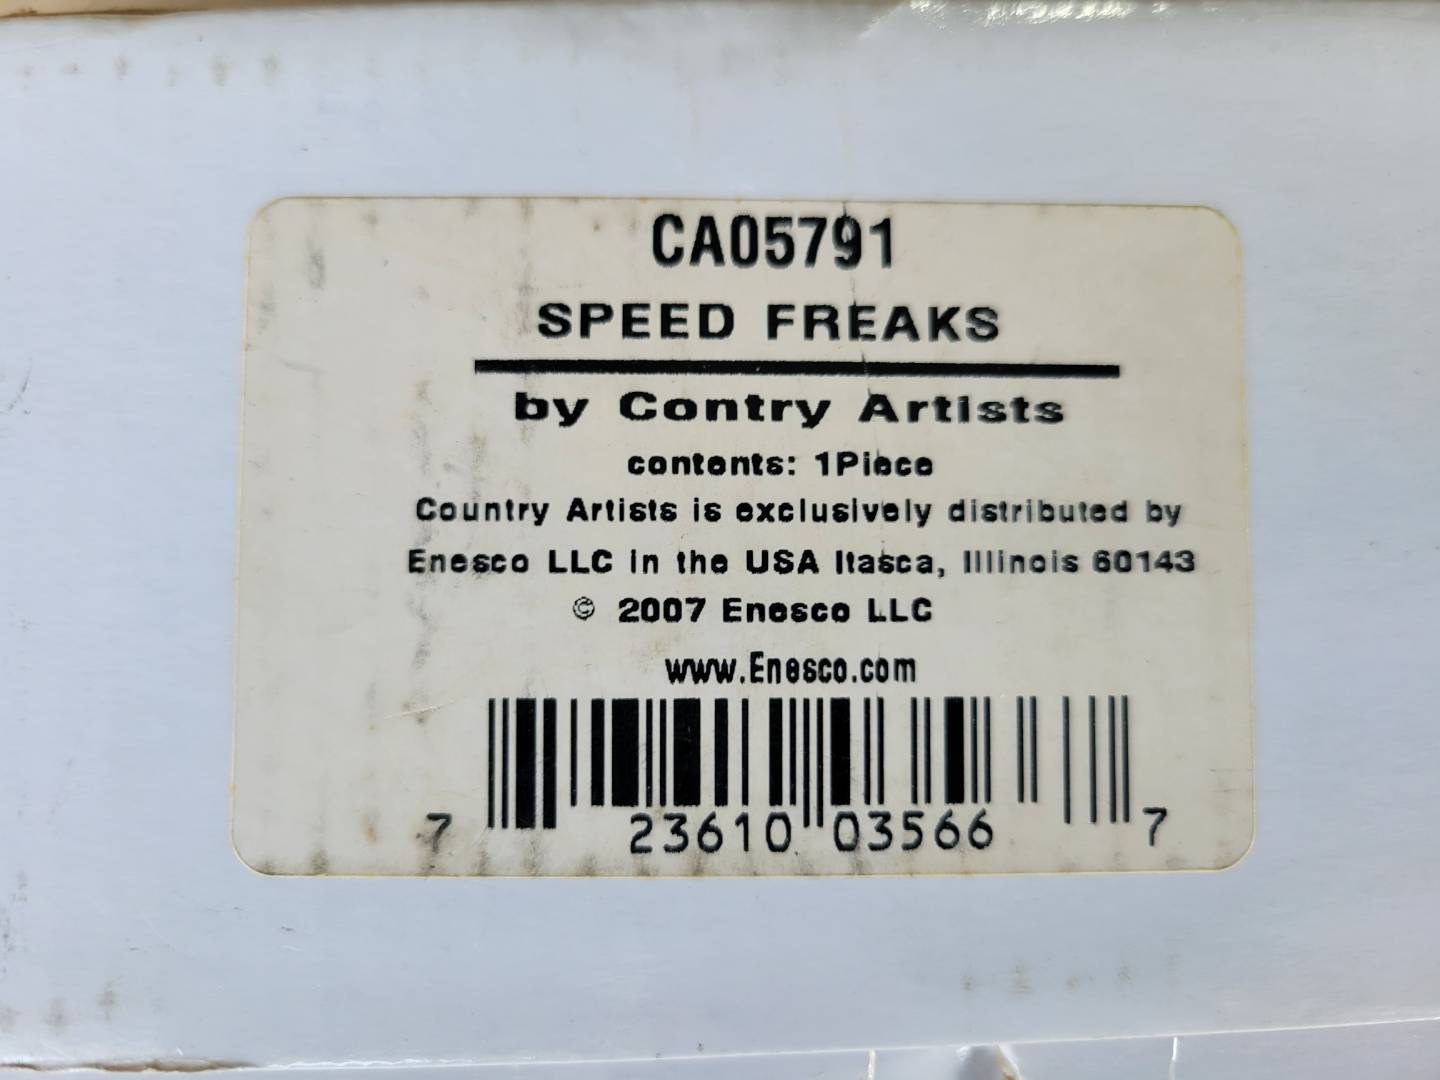 CA05791
SPEED FREAKS
by Contry Artists
contents: 1Piece
Country Artists is exclusively distributed by
Enesco LLC in the USA Itasca, Illinois 60143
© 2007 Enesco LLC
www.Enesco.com
7 23610 03566 7